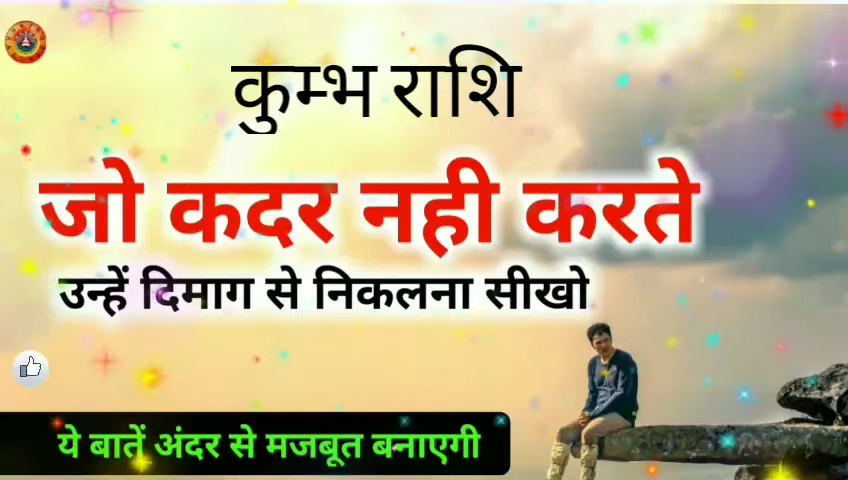 कुम्भ राशि
जो कदर नही करते
उन्हें दिमाग से निकलना सीखो
ये बातें अंदर से मजबूत बनाएगी